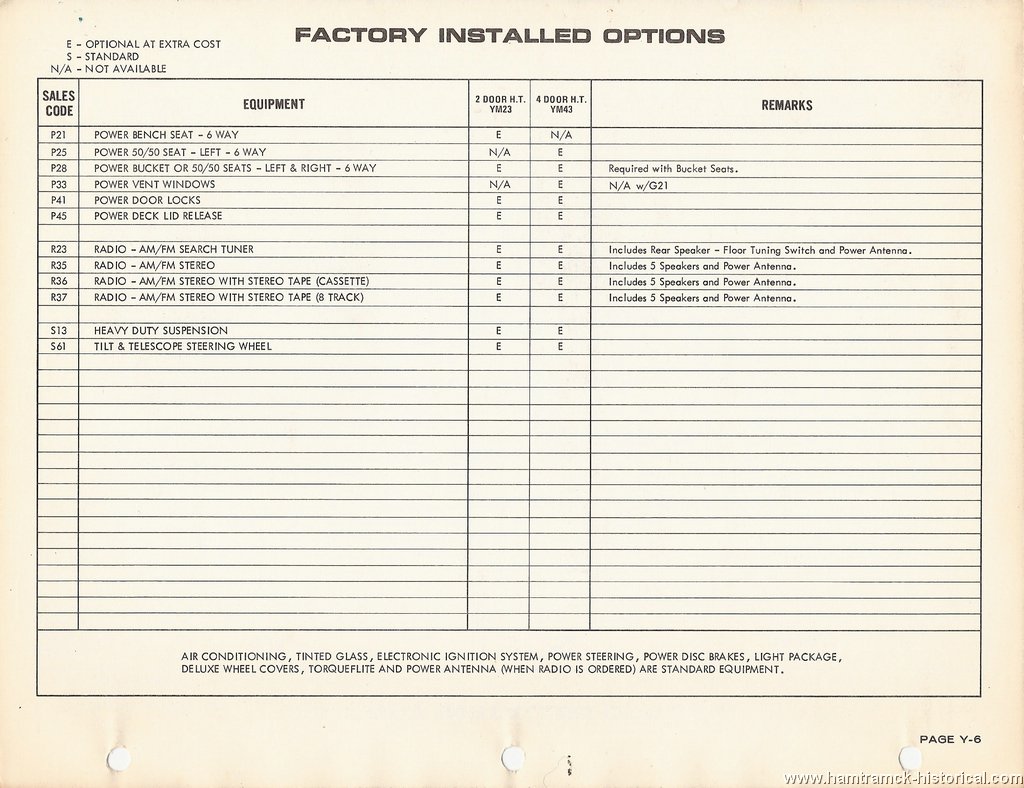 FACTORY INSTALLED OPTIONS
E - OPTIONAL AT EXTRA COST
S - STANDARD
N/A - NOT AVAILABLE
SALES CODE EQUIPMENT 2 DOOR H.T. YM23 4 DOOR H.T. YM43 REMARKS
P21 POWER BENCH SEAT - 6 WAY E N/A
P25 POWER 50/50 SEAT - LEFT - 6 WAY N/A E
P28 POWER BUCKET OR 50/50 SEATS - LEFT & RIGHT - 6 WAY E E Required with Bucket Seats.
P33 POWER VENT WINDOWS N/A E N/A w/G21
P41 POWER DOOR LOCKS E E
P45 POWER DECK LID RELEASE E E
R23 RADIO - AM/FM SEARCH TUNER E E Includes Rear Speaker - Floor Tuning Switch and Power Antenna.
R35 RADIO - AM/FM STEREO E E Includes 5 Speakers and Power Antenna.
R36 RADIO - AM/FM STEREO WITH STEREO TAPE (CASSETTE) E E Includes 5 Speakers and Power Antenna.
R37 RADIO - AM/FM STEREO WITH STEREO TAPE (8 TRACK) E E Includes 5 Speakers and Power Antenna.
S13 HEAVY DUTY SUSPENSION E E
S61 TILT & TELESCOPE STEERING WHEEL E E
AIR CONDITIONING, TINTED GLASS, ELECTRONIC IGNITION SYSTEM, POWER STEERING, POWER DISC BRAKES, LIGHT PACKAGE,
DELUXE WHEEL COVERS, TORQUEFLITE AND POWER ANTENNA (WHEN RADIO IS ORDERED) ARE STANDARD EQUIPMENT.
PAGE Y-6
www.hamtramck-historical.com